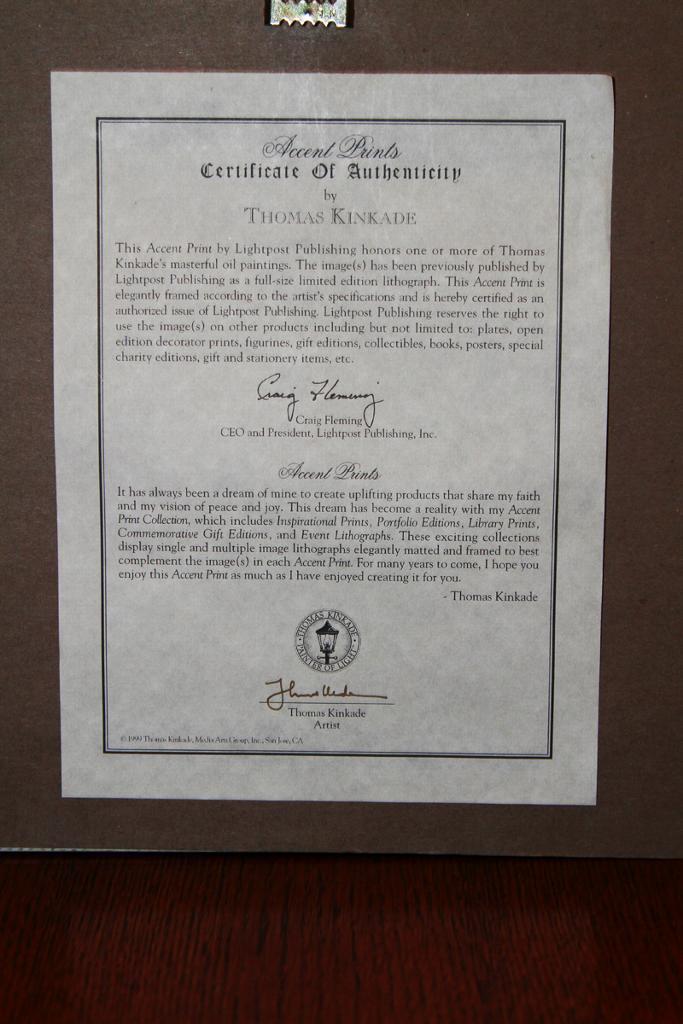 Accent Prints
Certificate Of Authenticity
by
THOMAS KINKADE
This Accent Print by Lightpost Publishing honors one or more of Thomas
Kinkade's masterful oil paintings. The image(s) has been previously published by
Lightpost Publishing as a full-size limited edition lithograph. This Accent Print is
elegantly framed according to the artist's specifications and is hereby certified as an
authorized issue of Lightpost Publishing. Lightpost Publishing reserves the right to
use the image(s) on other products including but not limited to: plates, open
edition decorator prints, figurines, gift editions, collectibles, books, posters, special
charity editions, gift and stationery items, etc.
Craig Fleming
Craig Fleming
CEO and President, Lightpost Publishing, Inc.
Accent Prints
It has always been a dream of mine to create uplifting products that share my faith
and my vision of peace and joy. This dream has become a reality with my Accent
Print Collection, which includes Inspirational Prints, Portfolio Editions, Library Prints,
Commemorative Gift Editions, and Event Lithographs. These exciting collections
display single and multiple image lithographs elegantly matted and framed to best
complement the image(s) in each Accent Print. For many years to come, I hope you
enjoy this Accent Print as much as I have enjoyed creating it for you.
- Thomas Kinkade
THOMAS KINKADE
PAINTER OF LIGHT
Thomas Kinkade
Artist
© 1999 Thomas Kinkade, Media Arts Group, Inc., San Jose, CA